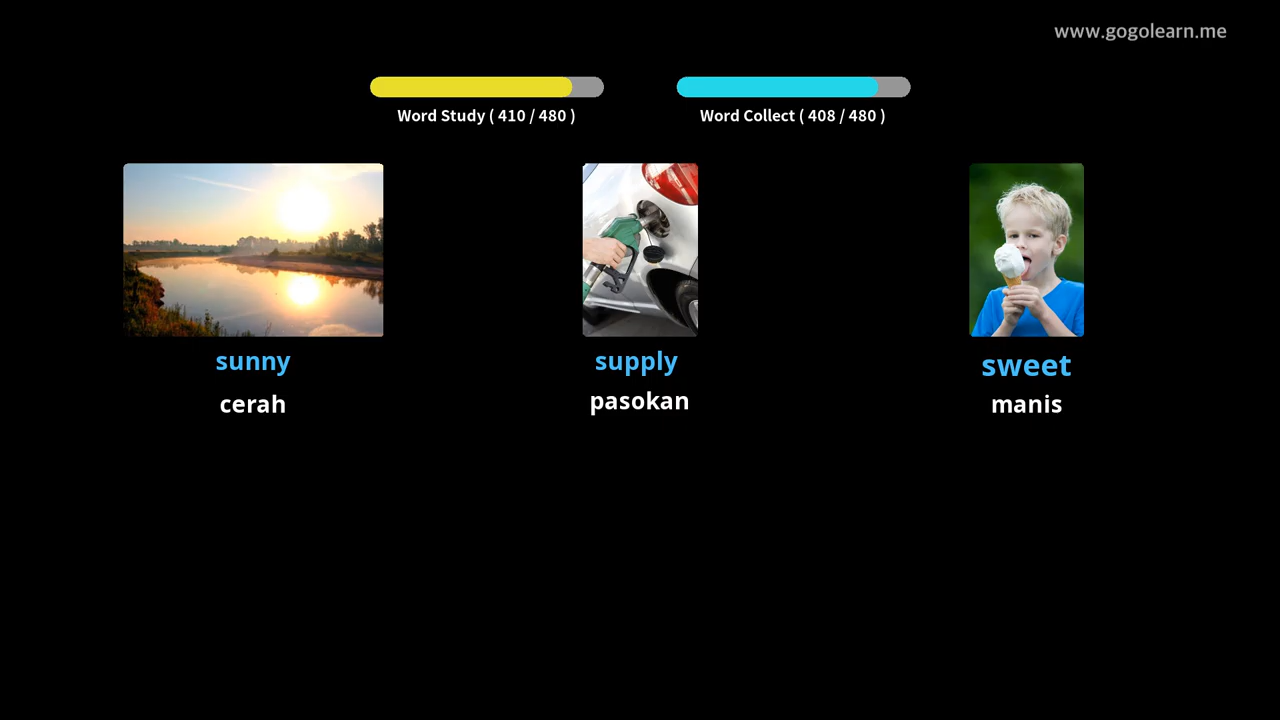 www.gogolearn.me
Word Study ( 410 / 480 )
Word Collect ( 408 / 480 )
sunny
cerah
supply
pasokan
sweet
manis